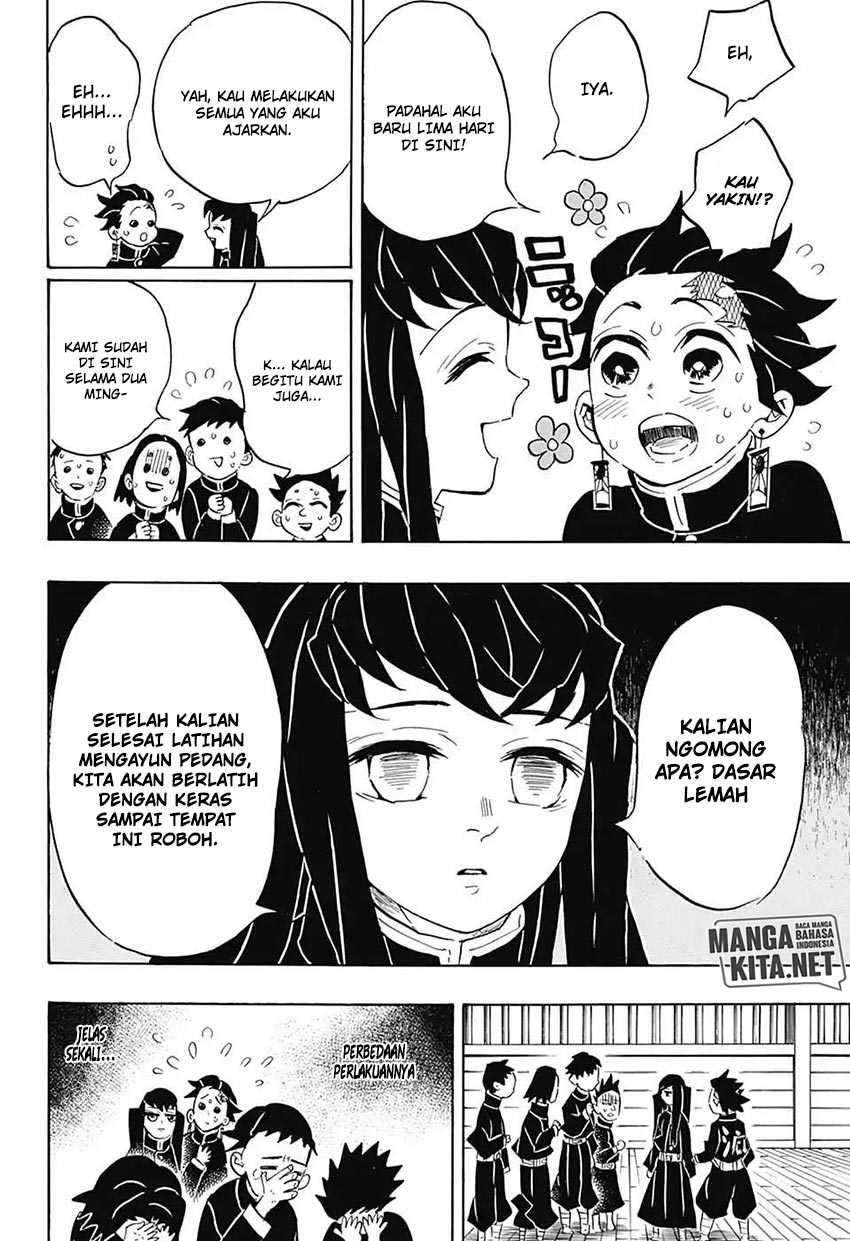 EH,
KAU
YAKIN!?
IYA.
PADAHAL AKU
BARU LIMA HARI
DI SINI!
YAH, KAU MELAKUKAN
SEMUA YANG AKU
AJARKAN.
EH...
EHHH...
K... KALAU
BEGITU KAMI
JUGA...
KAMI SUDAH
DI SINI
SELAMA DUA
MING-
KALIAN
NGOMONG
APA? DASAR
LEMAH
SETELAH KALIAN
SELESAI LATIHAN
MENGAYUN PEDANG,
KITA AKAN BERLATIH
DENGAN KERAS
SAMPAI TEMPAT
INI ROBOH.
MANGA
KITA.NET
BACA MANGA
BAHASA
INDONESIA
PERBEDAAN
PERLAKUANNYA
JELAS
SEKALI...